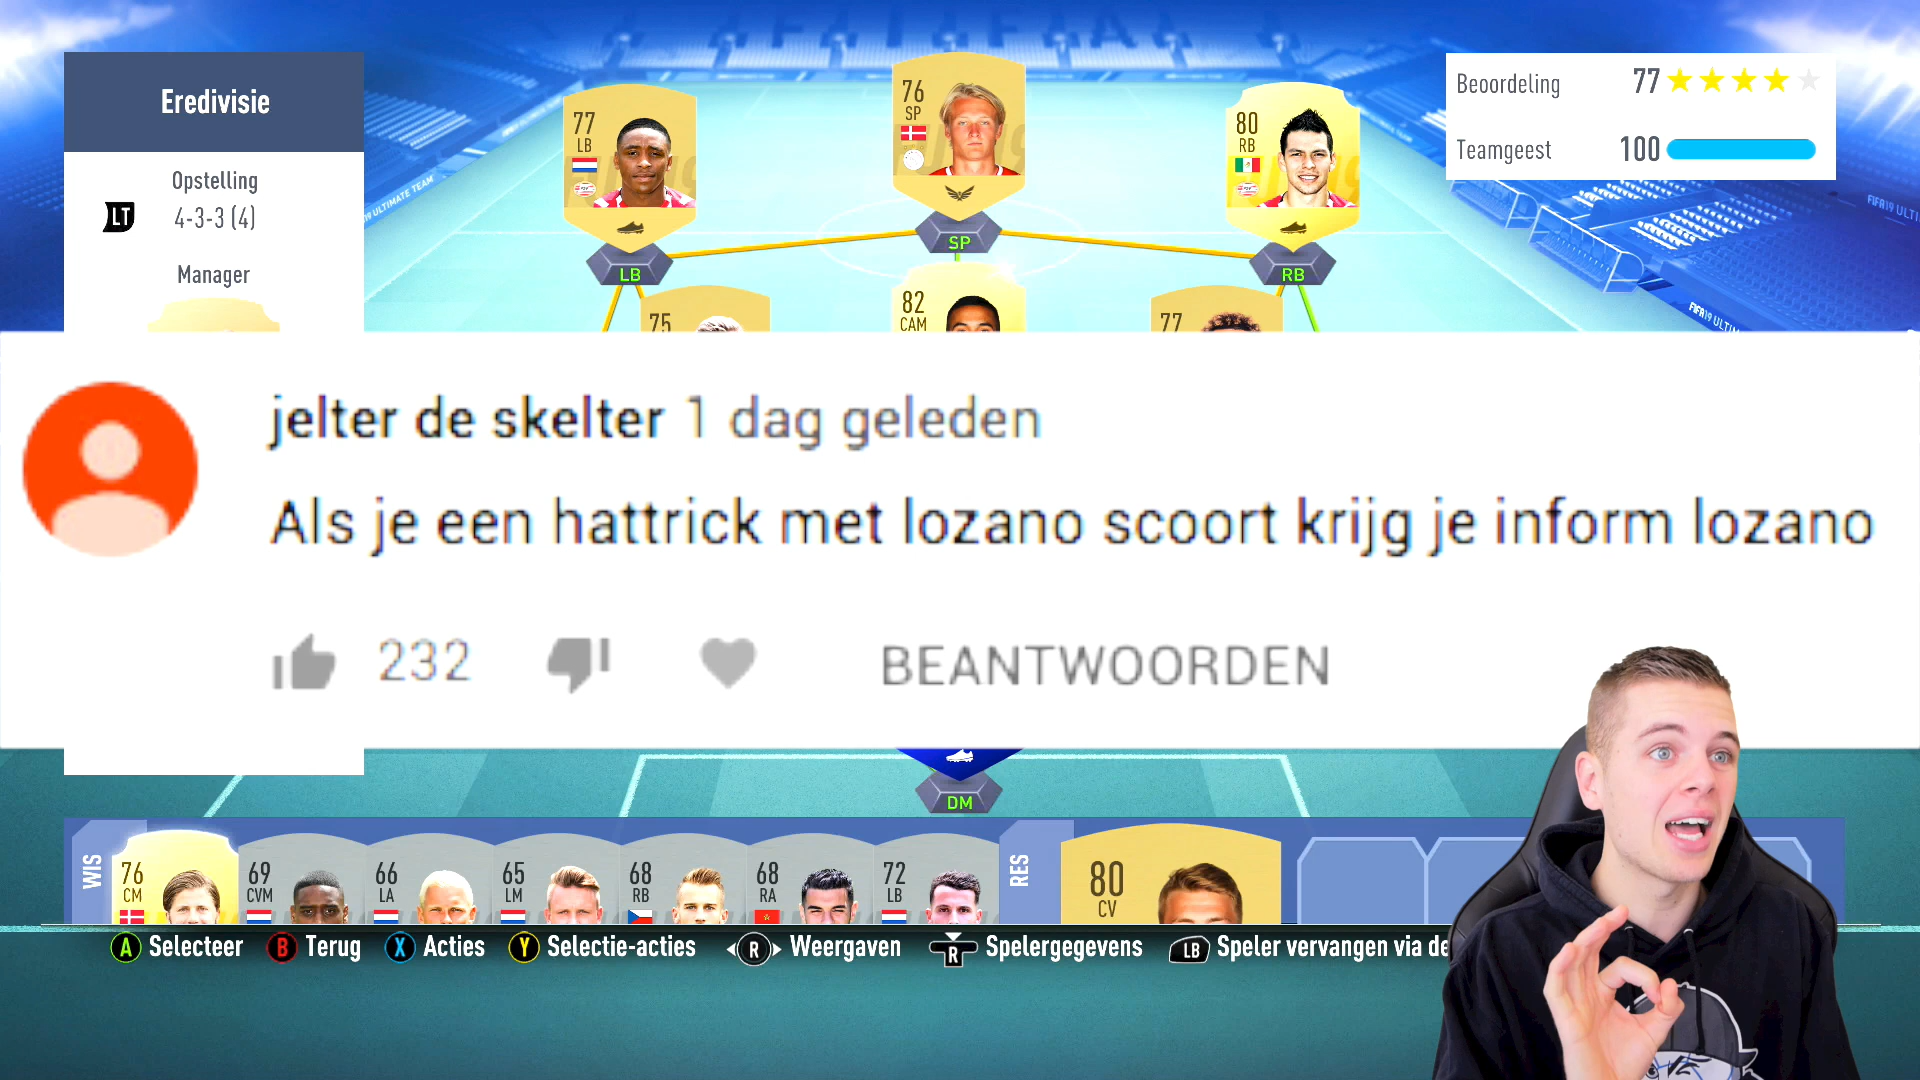 Eredivisie
Opstelling
LT
4-3-3 (4)
Manager
77
LB
76
SP
80
RB
Beoordeling 77
Teamgeest 100
ULTIMATE TEAM
LB
SP
RB
75
82
CAM
77
jelter de skelter 1 dag geleden
Als je een hattrick met lozano scoort krijg je inform lozano
232
BEANTWOORDEN
DM
WIS
76
CM
69
CVM
66
LA
65
LM
68
RB
68
RA
72
LB
RES
80
CV
A Selecteer B Terug X Acties Y Selectie-acties R Weergaven R Spelergegevens LB Speler vervangen via de